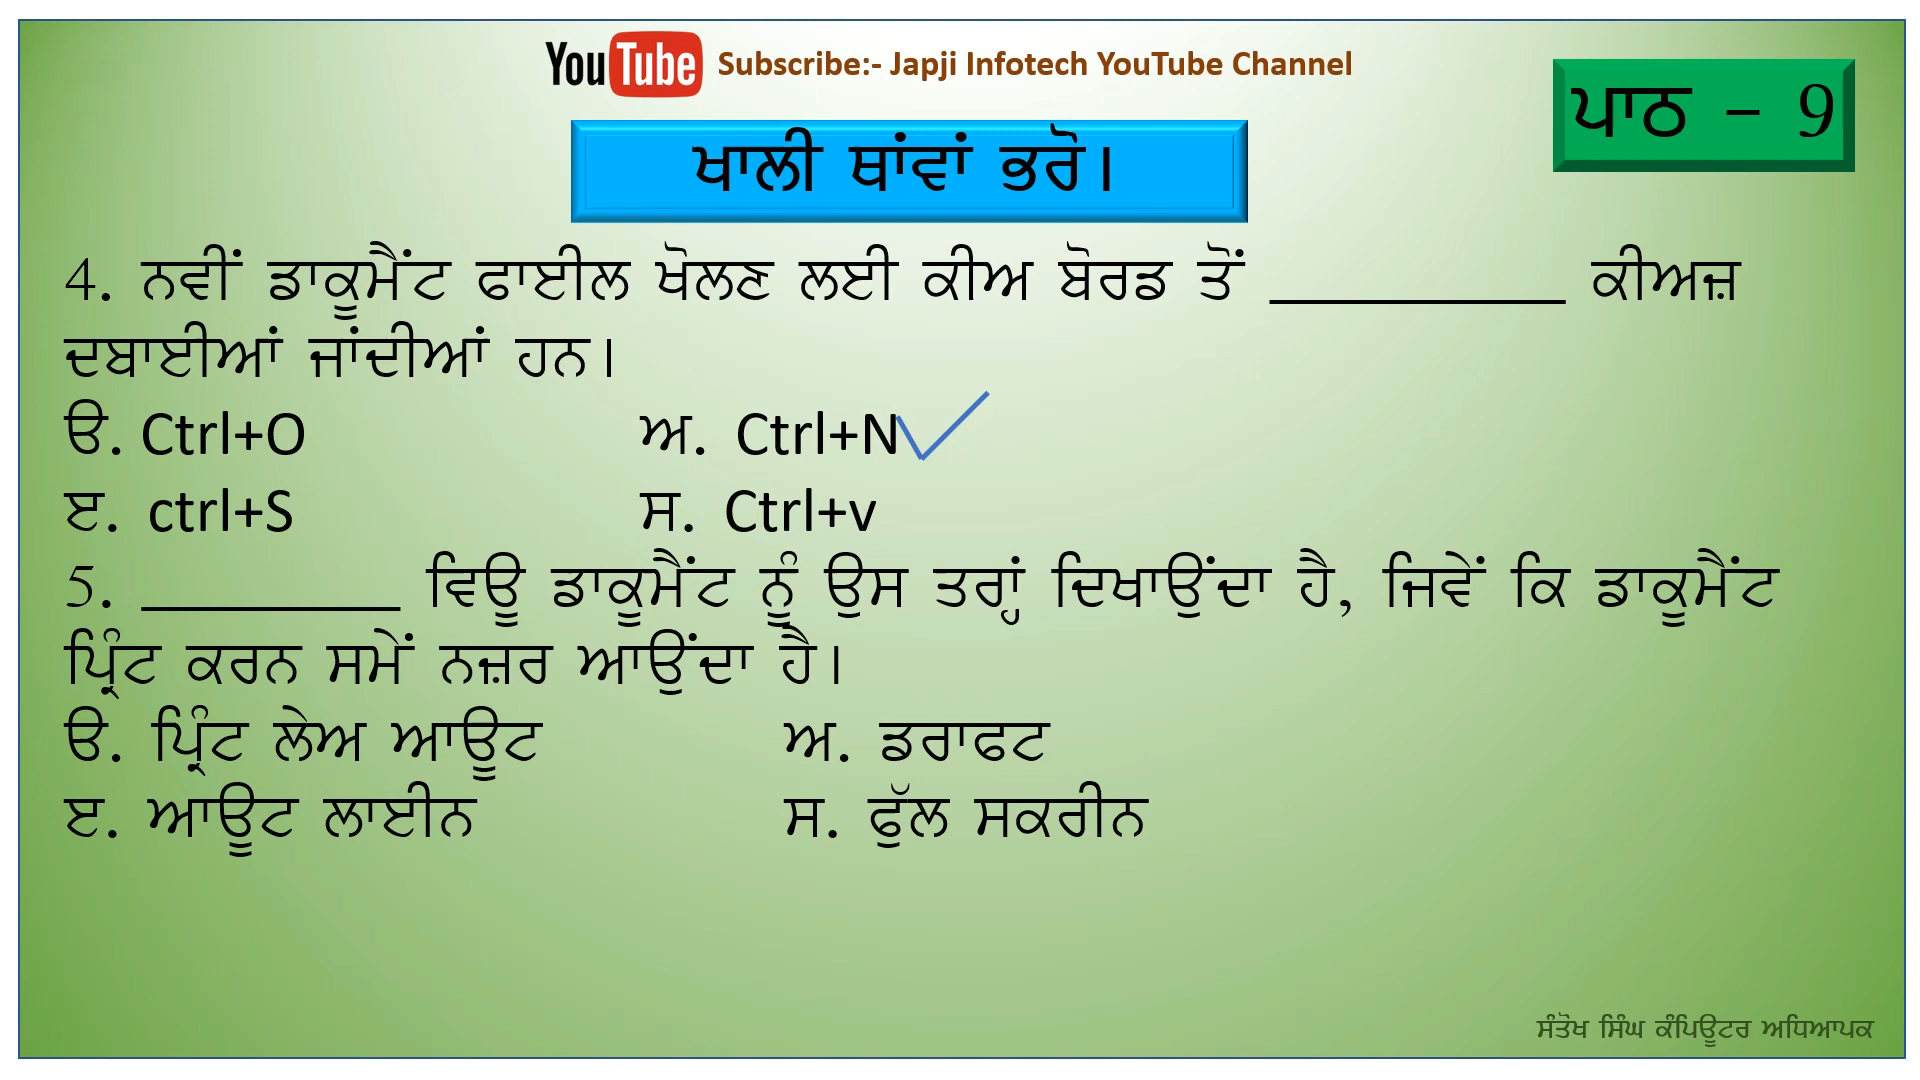 YouTube Subscribe:- Japji Infotech YouTube Channel
ਪਾਠ – 9
ਖਾਲੀ ਥਾਂਵਾਂ ਭਰੋ।
4. ਨਵੀਂ ਡਾਕੂਮੈਂਟ ਫਾਈਲ ਖੋਲਣ ਲਈ ਕੀਅ ਬੋਰਡ ਤੋਂ __________ ਕੀਅਜ਼
ਦਬਾਈਆਂ ਜਾਂਦੀਆਂ ਹਨ।
ੳ. Ctrl+O ਅ. Ctrl+N
ੲ. ctrl+S ਸ. Ctrl+v
5. _________ ਵਿਊ ਡਾਕੂਮੈਂਟ ਨੂੰ ਉਸ ਤਰ੍ਹਾਂ ਦਿਖਾਉਂਦਾ ਹੈ, ਜਿਵੇਂ ਕਿ ਡਾਕੂਮੈਂਟ
ਪ੍ਰਿੰਟ ਕਰਨ ਸਮੇਂ ਨਜ਼ਰ ਆਉਂਦਾ ਹੈ।
ੳ. ਪ੍ਰਿੰਟ ਲੇਅ ਆਊਟ ਅ. ਡਰਾਫਟ
ੲ. ਆਊਟ ਲਾਈਨ ਸ. ਫੁੱਲ ਸਕਰੀਨ
ਸੰਤੋਖ ਸਿੰਘ ਕੰਪਿਊਟਰ ਅਧਿਆਪਕ